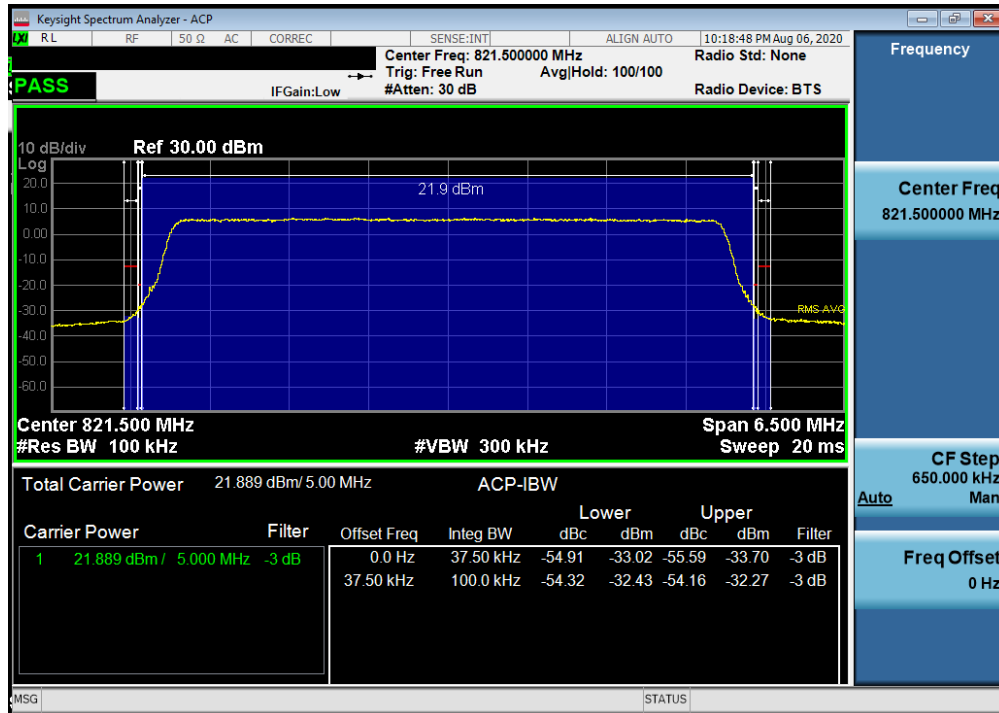 Keysight Spectrum Analyzer - ACP
LXI RL RF 50 Ω AC CORREC SENSE:INT ALIGN AUTO 10:18:48 PM Aug 06, 2020
Center Freq: 821.500000 MHz Radio Std: None
Trig: Free Run Avg|Hold: 100/100
PASS IFGain:Low #Atten: 30 dB Radio Device: BTS
10 dB/div Ref 30.00 dBm
Log
20.0
10.0
0.00
-10.0
-20.0
-30.0
-40.0
-50.0
-60.0
21.9 dBm
RMS AVG
Center 821.500 MHz Span 6.500 MHz
#Res BW 100 kHz #VBW 300 kHz Sweep 20 ms
Total Carrier Power 21.889 dBm/ 5.00 MHz ACP-IBW
Lower Upper
Carrier Power Filter Offset Freq Integ BW dBc dBm dBc dBm Filter
1 21.889 dBm / 5.000 MHz -3 dB 0.0 Hz 37.50 kHz -54.91 -33.02 -55.59 -33.70 -3 dB
37.50 kHz 100.0 kHz -54.32 -32.43 -54.16 -32.27 -3 dB
MSG STATUS
Frequency
Center Freq
821.500000 MHz
CF Step
650.000 kHz
Auto Man
Freq Offset
0 Hz